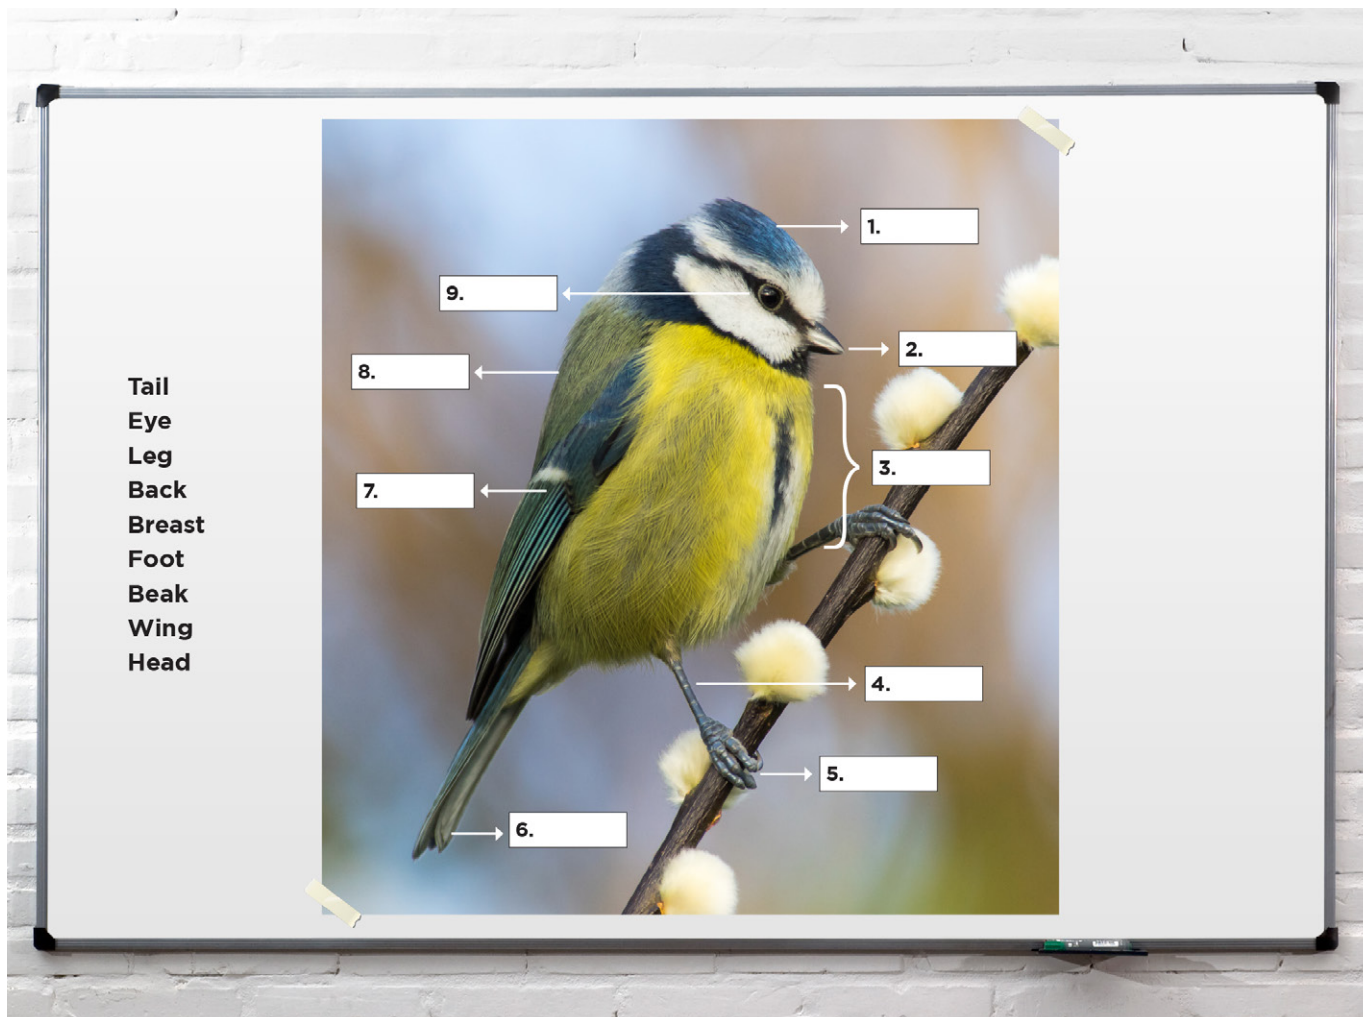 Tail
Eye
Leg
Back
Breast
Foot
Beak
Wing
Head
1.
2.
3.
4.
5.
6.
7.
8.
9.